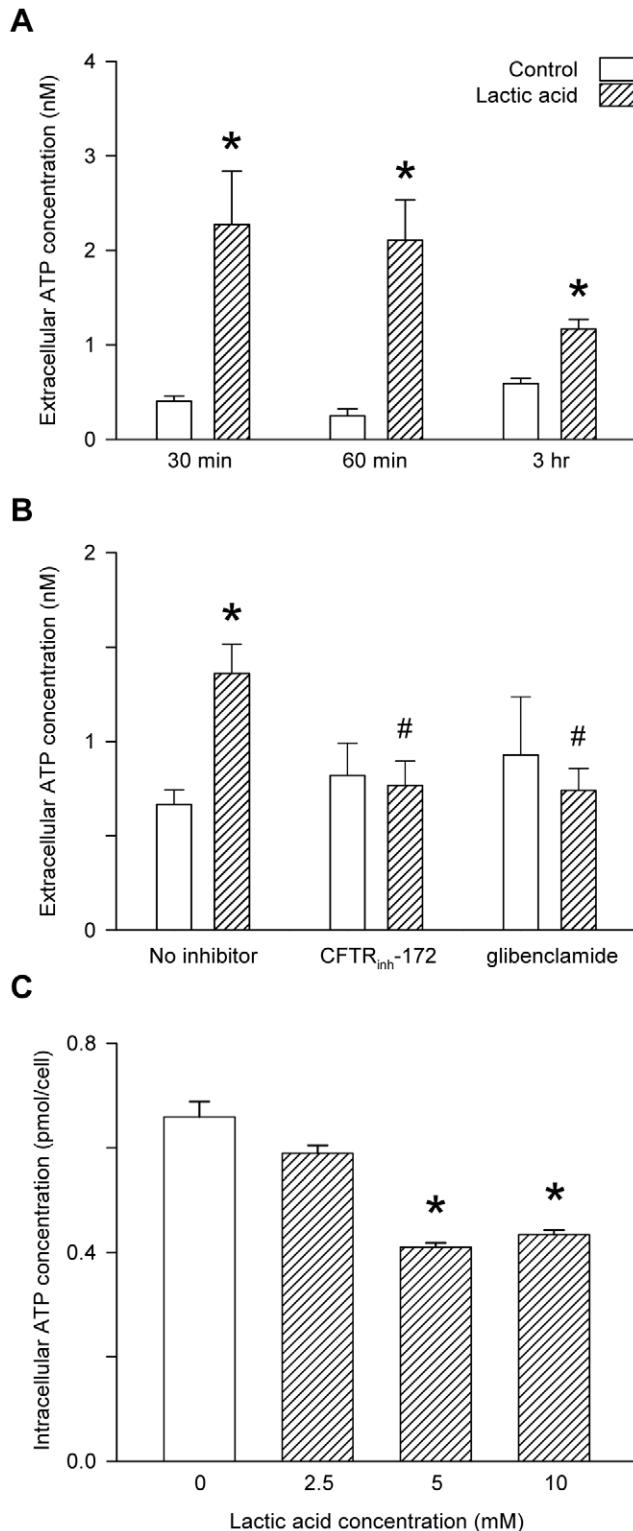 A
Extracellular ATP concentration (nM)
4
3
2
1
0
Control
Lactic acid
*
*
*
30 min 60 min 3 hr
B
Extracellular ATP concentration (nM)
2
1
0
*
#
#
No inhibitor CFTRinh-172 glibenclamide
C
Intracellular ATP concentration (pmol/cell)
0.8
0.4
0.0
*
*
0 2.5 5 10
Lactic acid concentration (mM)